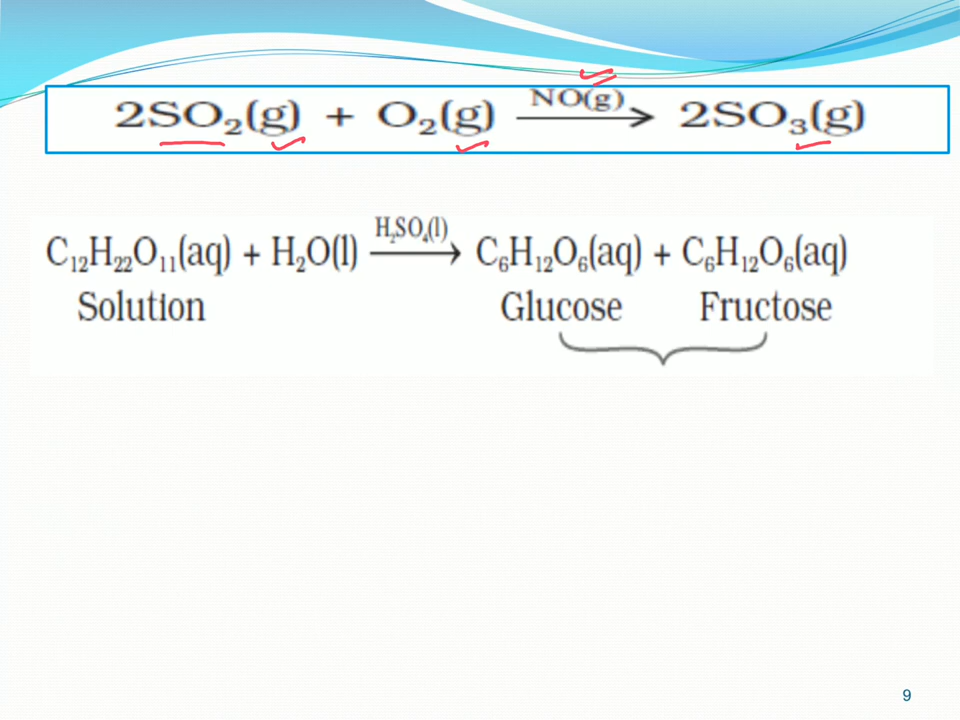 2SO₂(g) + O₂(g) NO(g)⟶ 2SO₃(g)
C₁₂H₂₂O₁₁(aq) + H₂O(l) H₂SO₄(l)⟶ C₆H₁₂O₆(aq) + C₆H₁₂O₆(aq)
Solution Glucose Fructose
9